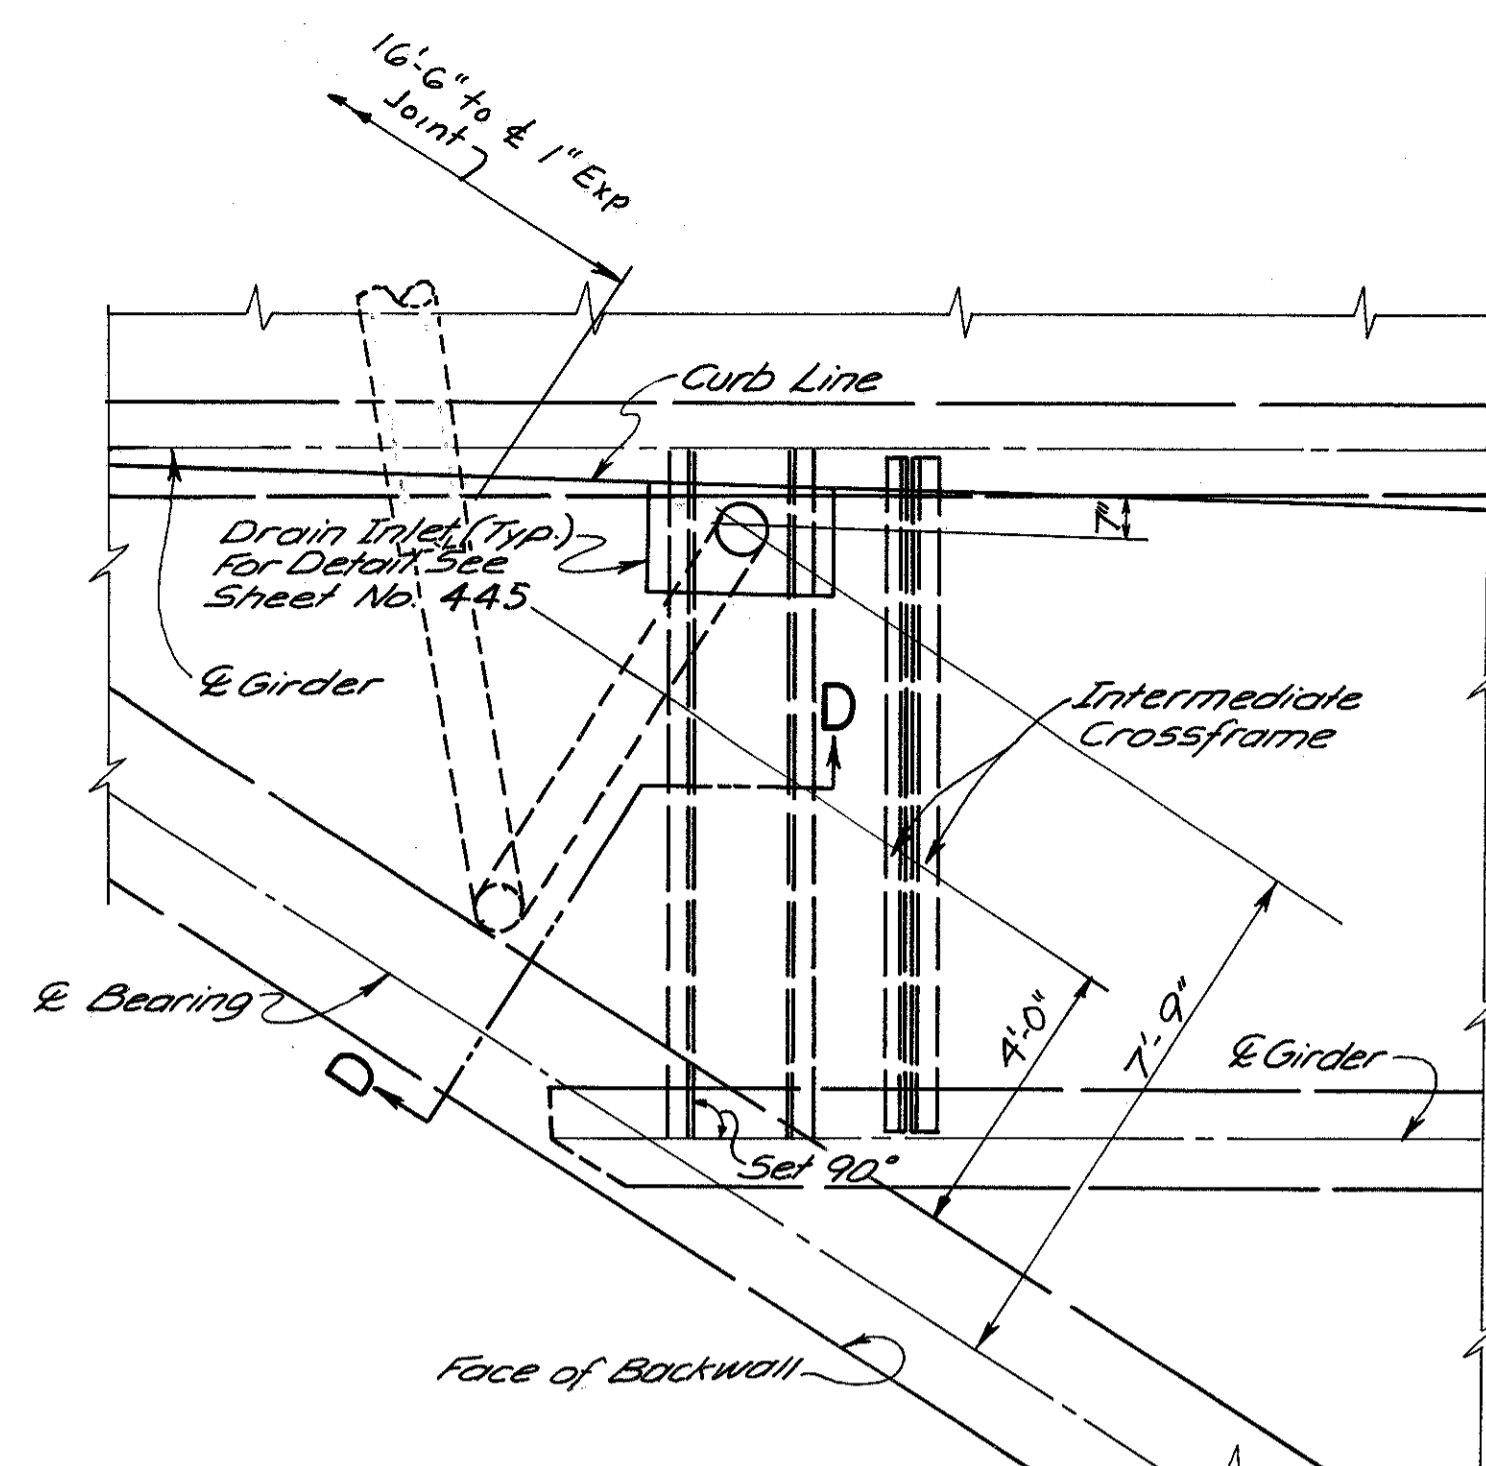 16'-6" to ℄ 1" Exp
Joint
Curb Line
Drain Inlet (Typ.)
For Detail See
Sheet No. 445
7"
℄ Girder
D
Intermediate
Crossframe
℄ Bearing
D
4'-0"
7'-9"
℄ Girder
Set 90°
Face of Backwall